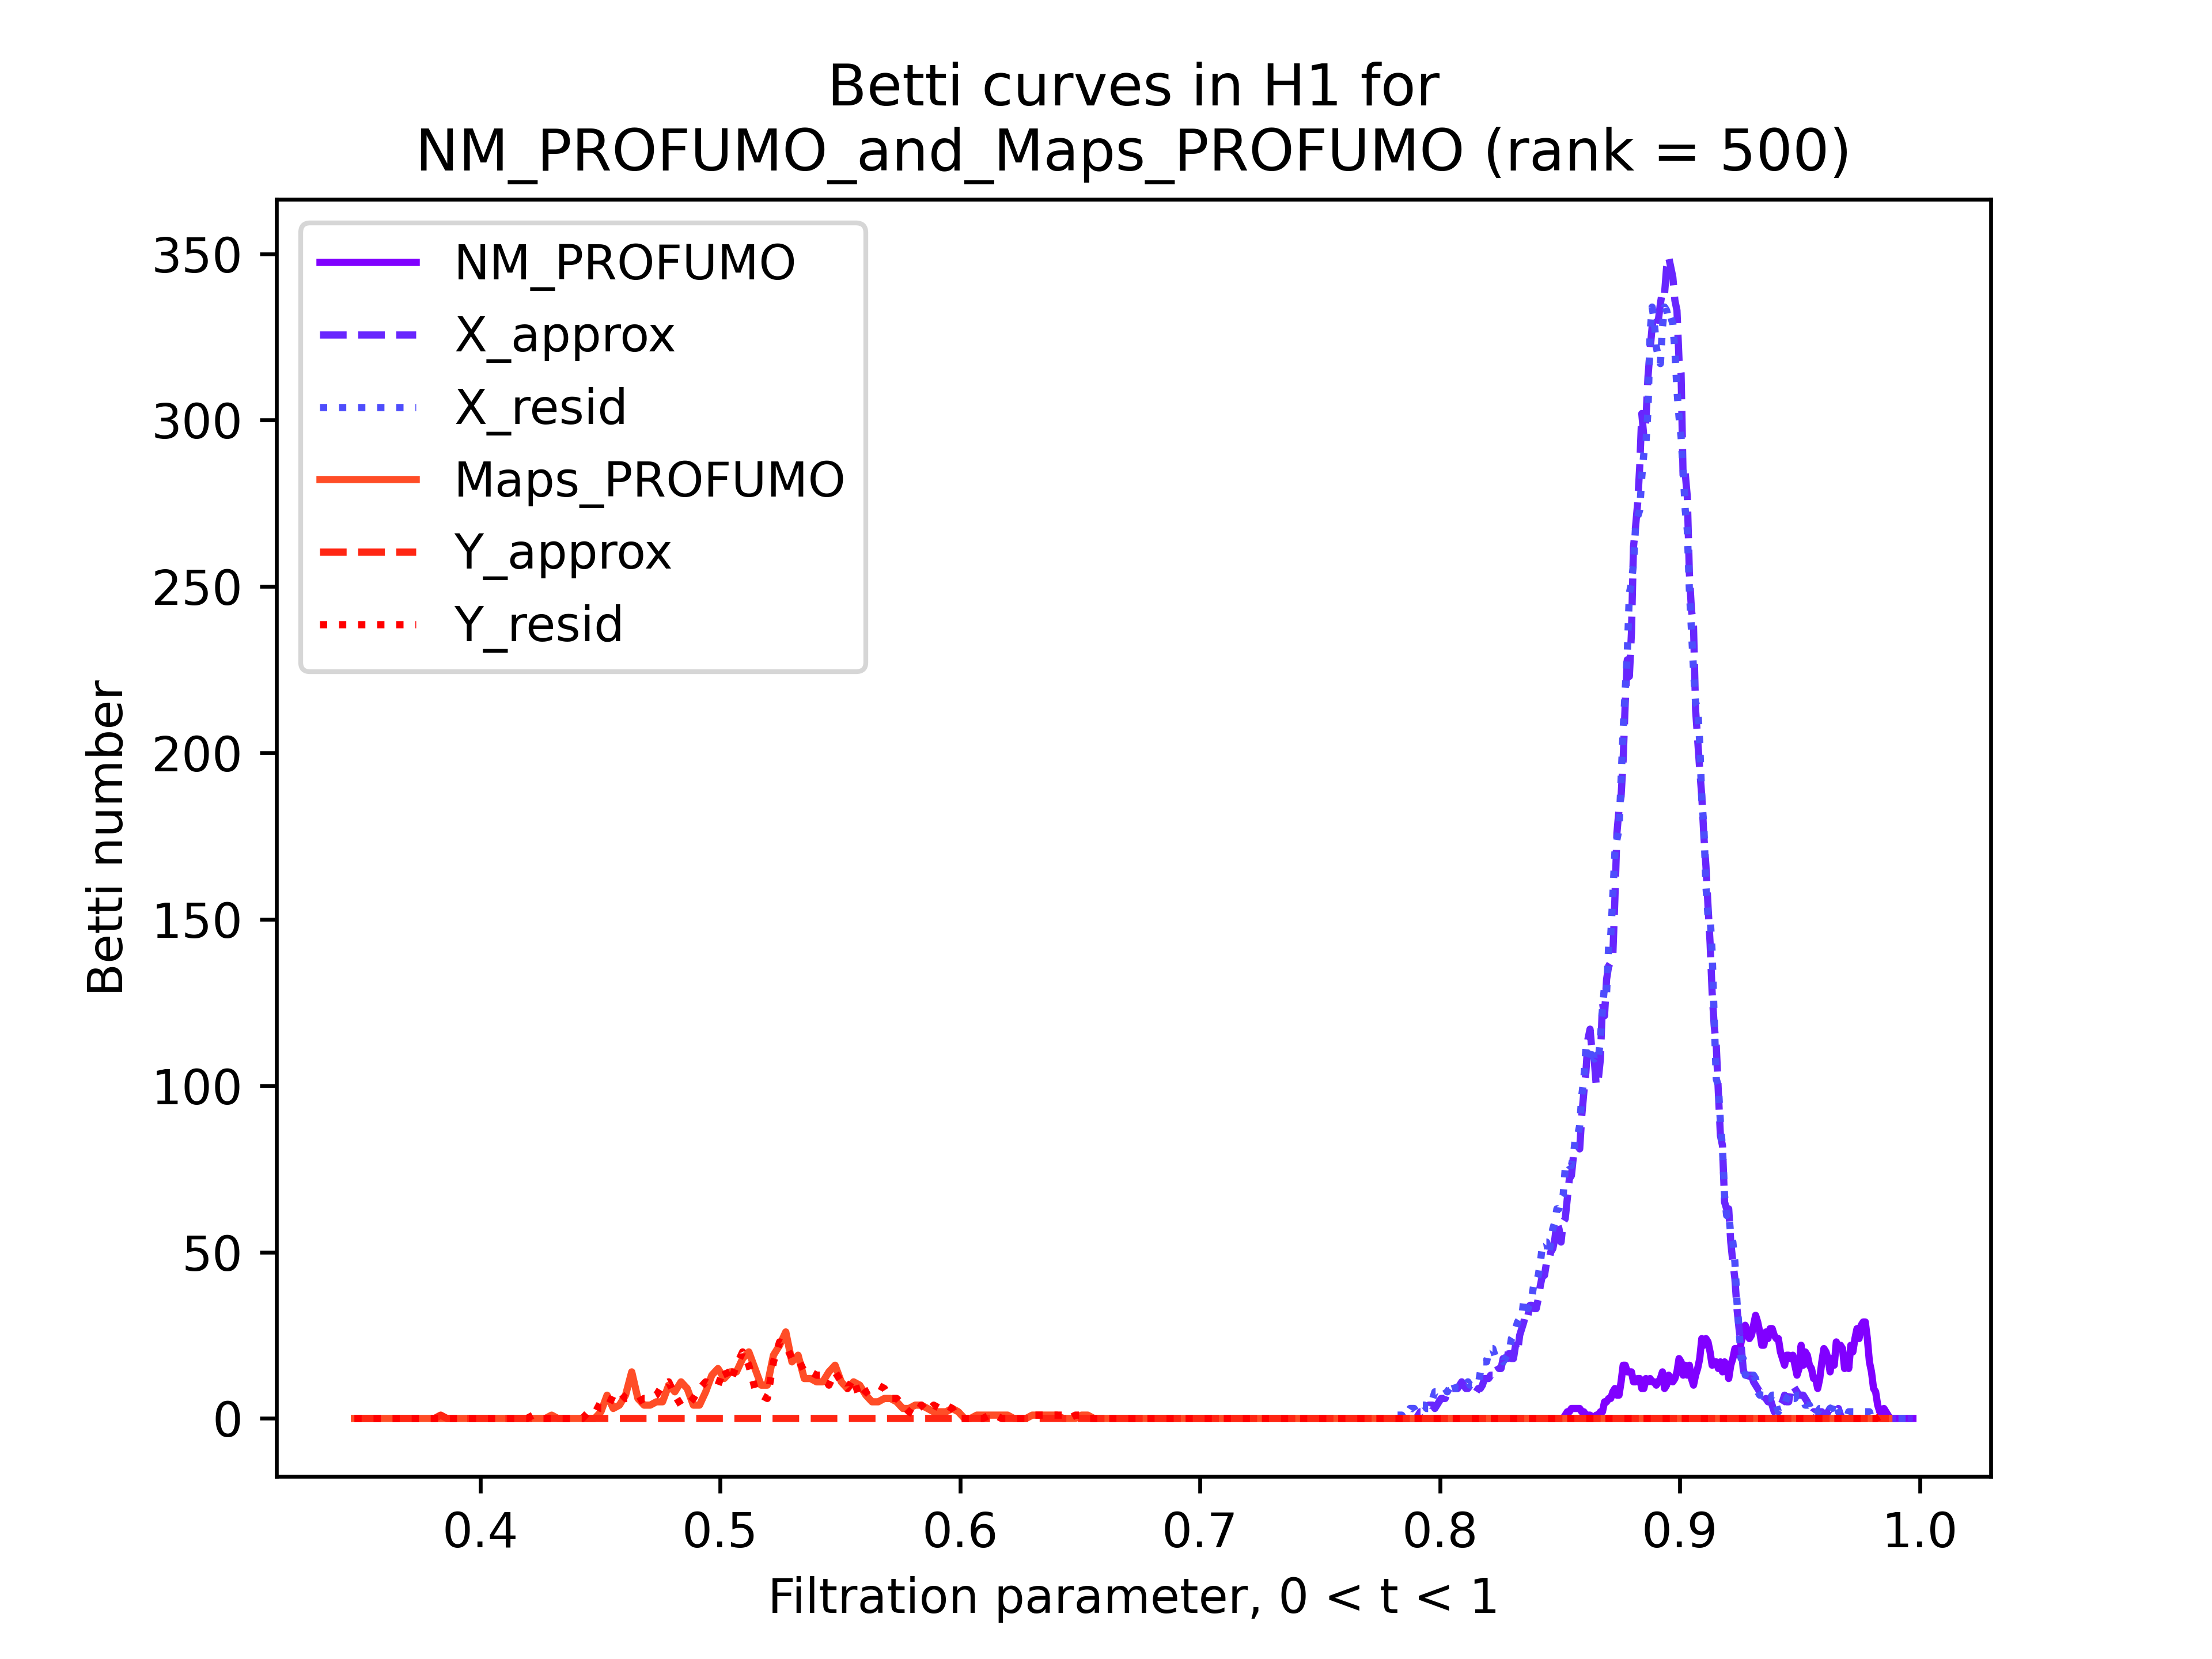 Betti curves in H1 for
NM_PROFUMO_and_Maps_PROFUMO (rank = 500)
NM_PROFUMO
X_approx
X_resid
Maps_PROFUMO
Y_approx
Y_resid
Betti number
350
300
250
200
150
100
50
0
0.4 0.5 0.6 0.7 0.8 0.9 1.0
Filtration parameter, 0 < t < 1